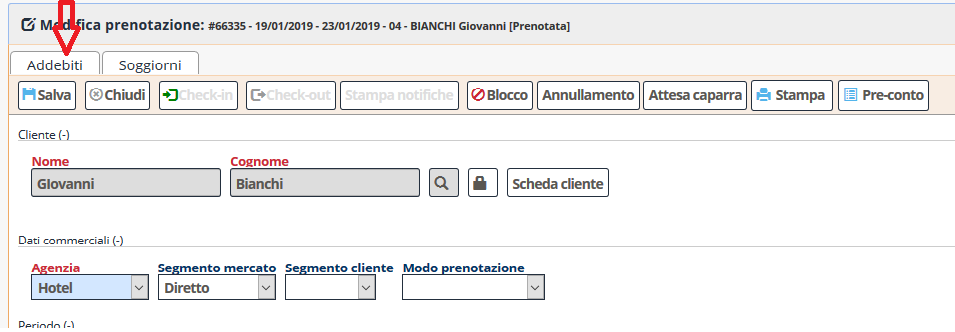 Modifica prenotazione: #66335 - 19/01/2019 - 23/01/2019 - 04 - BIANCHI Giovanni [Prenotata]
Addebiti Soggiorni
Salva Chiudi Check-in Check-out Stampa notifiche Blocco Annullamento Attesa caparra Stampa Pre-conto
Cliente (-)
Nome Cognome
GIovanni Bianchi Scheda cliente
Dati commerciali (-)
Agenzia Segmento mercato Segmento cliente Modo prenotazione
Hotel Diretto
Periodo (-)